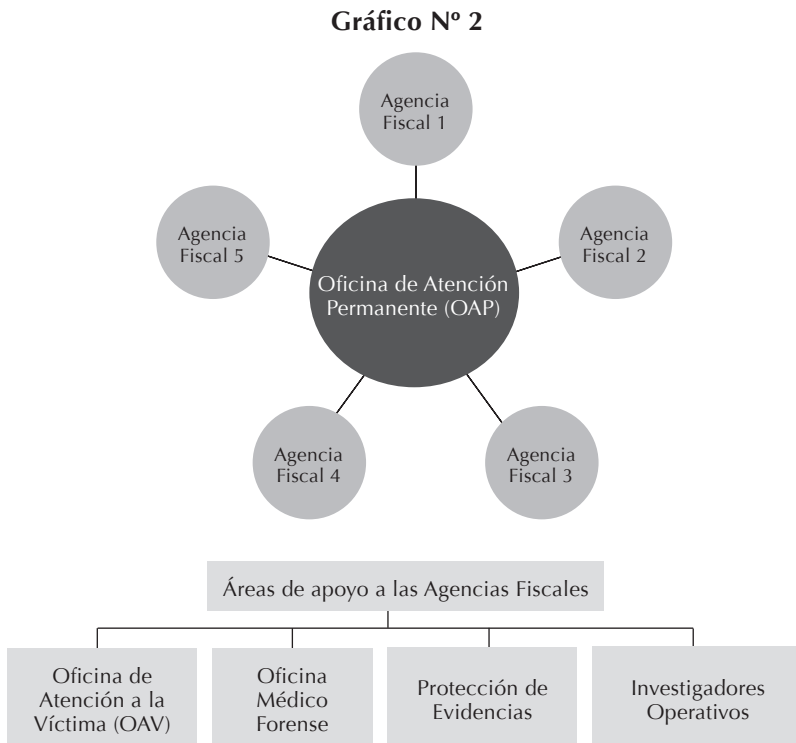 Gráfico Nº 2
Agencia
Fiscal 1
Agencia
Fiscal 5
Agencia
Fiscal 2
Oficina de Atención
Permanente (OAP)
Agencia
Fiscal 4
Agencia
Fiscal 3
Áreas de apoyo a las Agencias Fiscales
Oficina de
Atención a la
Víctima (OAV)
Oficina
Médico
Forense
Protección de
Evidencias
Investigadores
Operativos